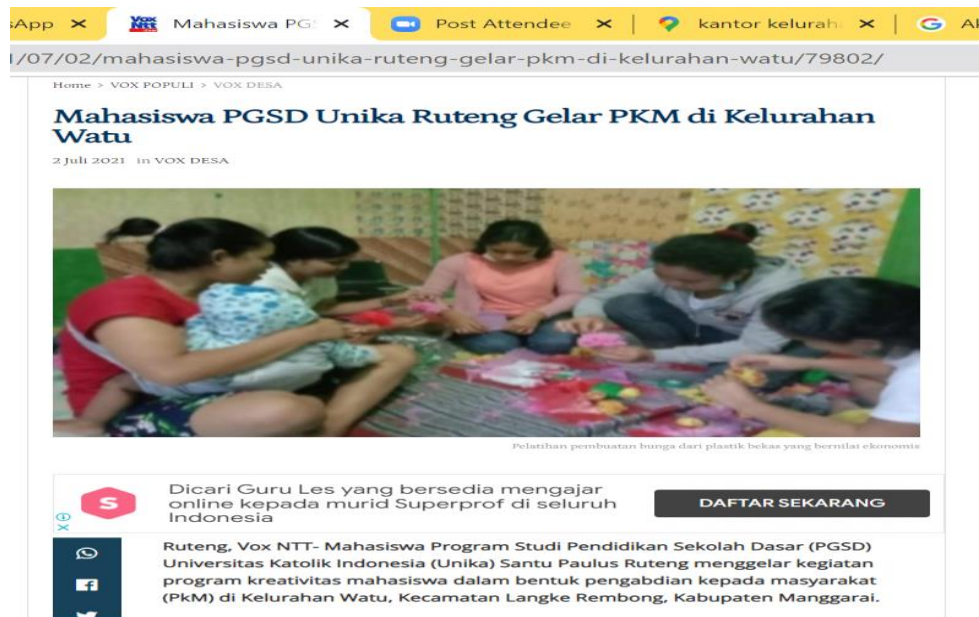 sApp
Vox NTT Mahasiswa PG
Post Attendee
kantor kelurah
/07/02/mahasiswa-pgsd-unika-ruteng-gelar-pkm-di-kelurahan-watu/79802/
Home > VOX POPULI > VOX DESA
Mahasiswa PGSD Unika Ruteng Gelar PKM di Kelurahan
Watu
2 Juli 2021 in VOX DESA
Pelatihan pembuatan bunga dari plastik bekas yang bernilai ekonomis
S
Dicari Guru Les yang bersedia mengajar
online kepada murid Superprof di seluruh
Indonesia
DAFTAR SEKARANG
Ruteng, Vox NTT- Mahasiswa Program Studi Pendidikan Sekolah Dasar (PGSD)
Universitas Katolik Indonesia (Unika) Santu Paulus Ruteng menggelar kegiatan
program kreativitas mahasiswa dalam bentuk pengabdian kepada masyarakat
(PkM) di Kelurahan Watu, Kecamatan Langke Rembong, Kabupaten Manggarai.